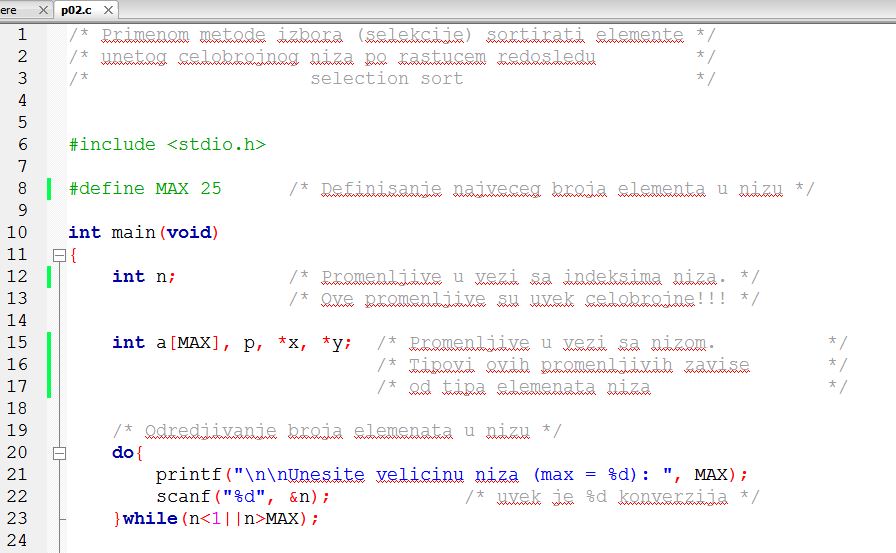 ere p02.c
1 /* Primenom metode izbora (selekcije) sortirati elemente */
2 /* unetog celobrojnog niza po rastucem redosledu */
3 /* selection sort */
4
5
6 #include <stdio.h>
7
8 #define MAX 25 /* Definisanje najveceg broja elementa u nizu */
9
10 int main(void)
11 {
12 int n; /* Promenljive u vezi sa indeksima niza. */
13 /* Ove promenljive su uvek celobrojne!!! */
14
15 int a[MAX], p, *x, *y; /* Promenljive u vezi sa nizom. */
16 /* Tipovi ovih promenljivih zavise */
17 /* od tipa elemenata niza */
18
19 /* Odredjivanje broja elemenata u nizu */
20 do{
21 printf("\n\nUnesite velicinu niza (max = %d): ", MAX);
22 scanf("%d", &n); /* uvek je %d konverzija */
23 }while(n<1||n>MAX);
24